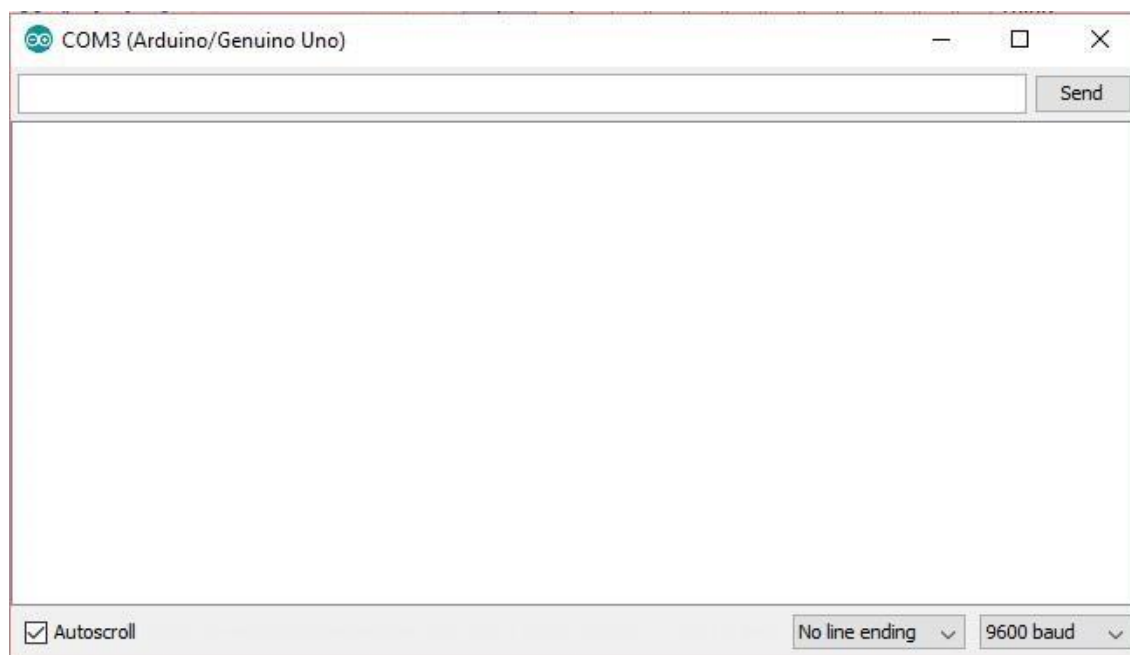 COM3 (Arduino/Genuino Uno)
Send
Autoscroll
No line ending
9600 baud